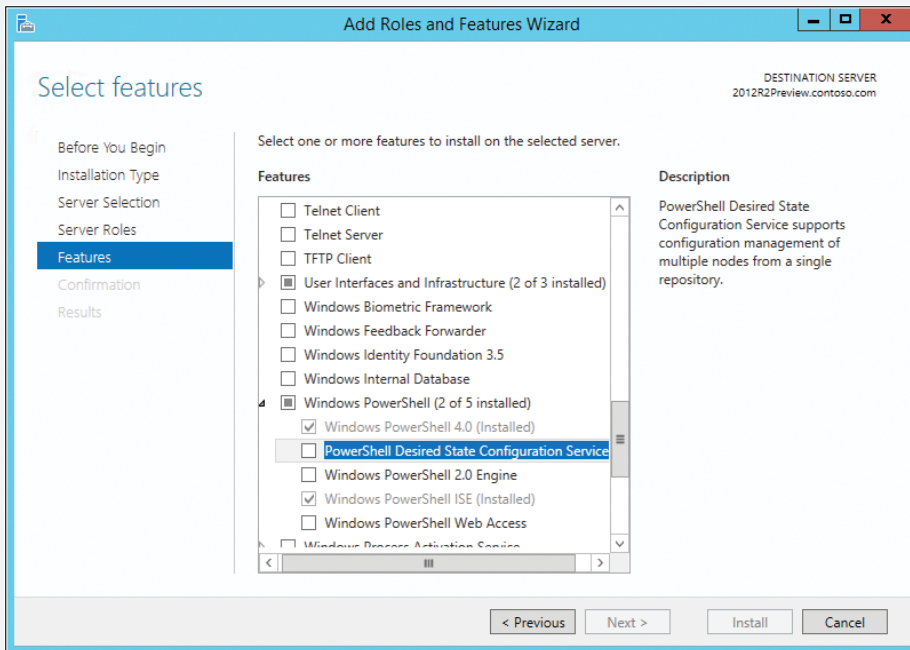 Add Roles and Features Wizard
Select features
DESTINATION SERVER
2012R2Preview.contoso.com
Before You Begin
Installation Type
Server Selection
Server Roles
Features
Confirmation
Results
Select one or more features to install on the selected server.
Features
Telnet Client
Telnet Server
TFTP Client
User Interfaces and Infrastructure (2 of 3 installed)
Windows Biometric Framework
Windows Feedback Forwarder
Windows Identity Foundation 3.5
Windows Internal Database
Windows PowerShell (2 of 5 installed)
Windows PowerShell 4.0 (Installed)
PowerShell Desired State Configuration Service
Windows PowerShell 2.0 Engine
Windows PowerShell ISE (Installed)
Windows PowerShell Web Access
Windows Process Activation Service
Description
PowerShell Desired State
Configuration Service supports
configuration management of
multiple nodes from a single
repository.
< Previous
Next >
Install
Cancel